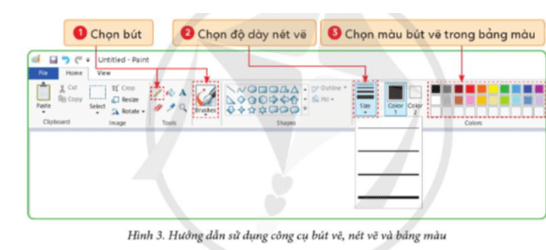 1 Chọn bút
2 Chọn độ dày nét vẽ
3 Chọn màu bút vẽ trong bảng màu
Untitled - Paint
File Home View
Paste
Cut
Copy
Clipboard
Select
Crop
Resize
Rotate
Image
A
Tools
Brushes
Shapes
Outline
Fill
Size
Color 1
Color 2
Colors
Hình 3. Hướng dẫn sử dụng công cụ bút vẽ, nét vẽ và bảng màu